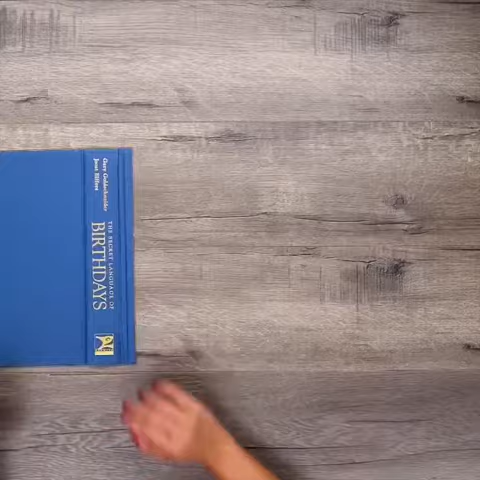 Gary Goldschneider
Joost Elffers
THE SECRET LANGUAGE OF
BIRTHDAYS